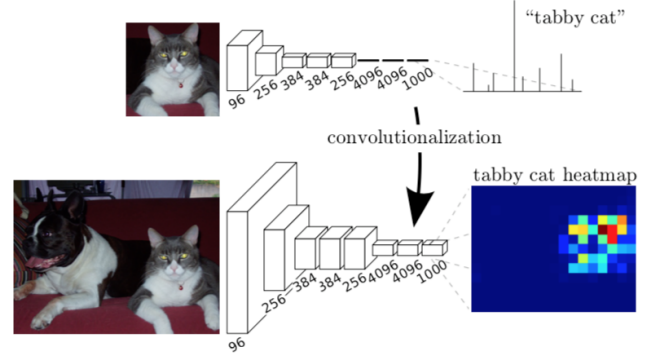 “tabby cat”
96 256 384 384 256 4096 4096 1000
convolutionalization
tabby cat heatmap
96 256 384 384 256 4096 4096 1000